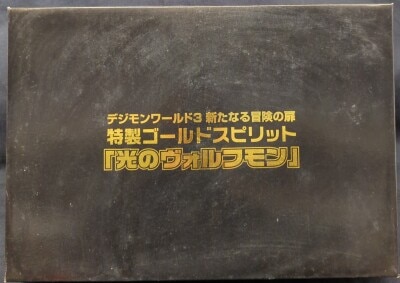 デジモンワールド3 新たなる冒険の扉
特製ゴールドスピリット
『光のヴォルフモン』